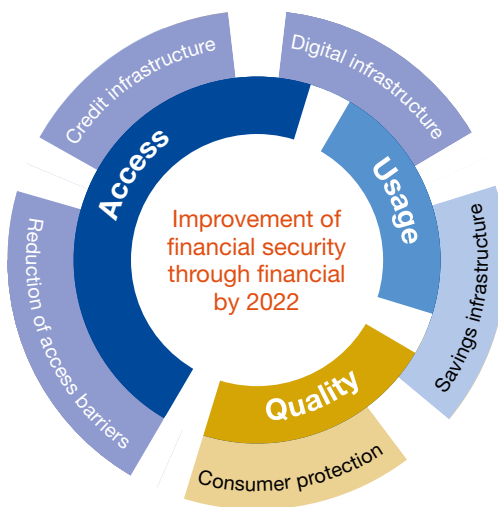 Credit infrastructure
Digital infrastructure
Access
Usage
Improvement of
financial security
through financial
by 2022
Reduction of access barriers
Savings infrastructure
Quality
Consumer protection